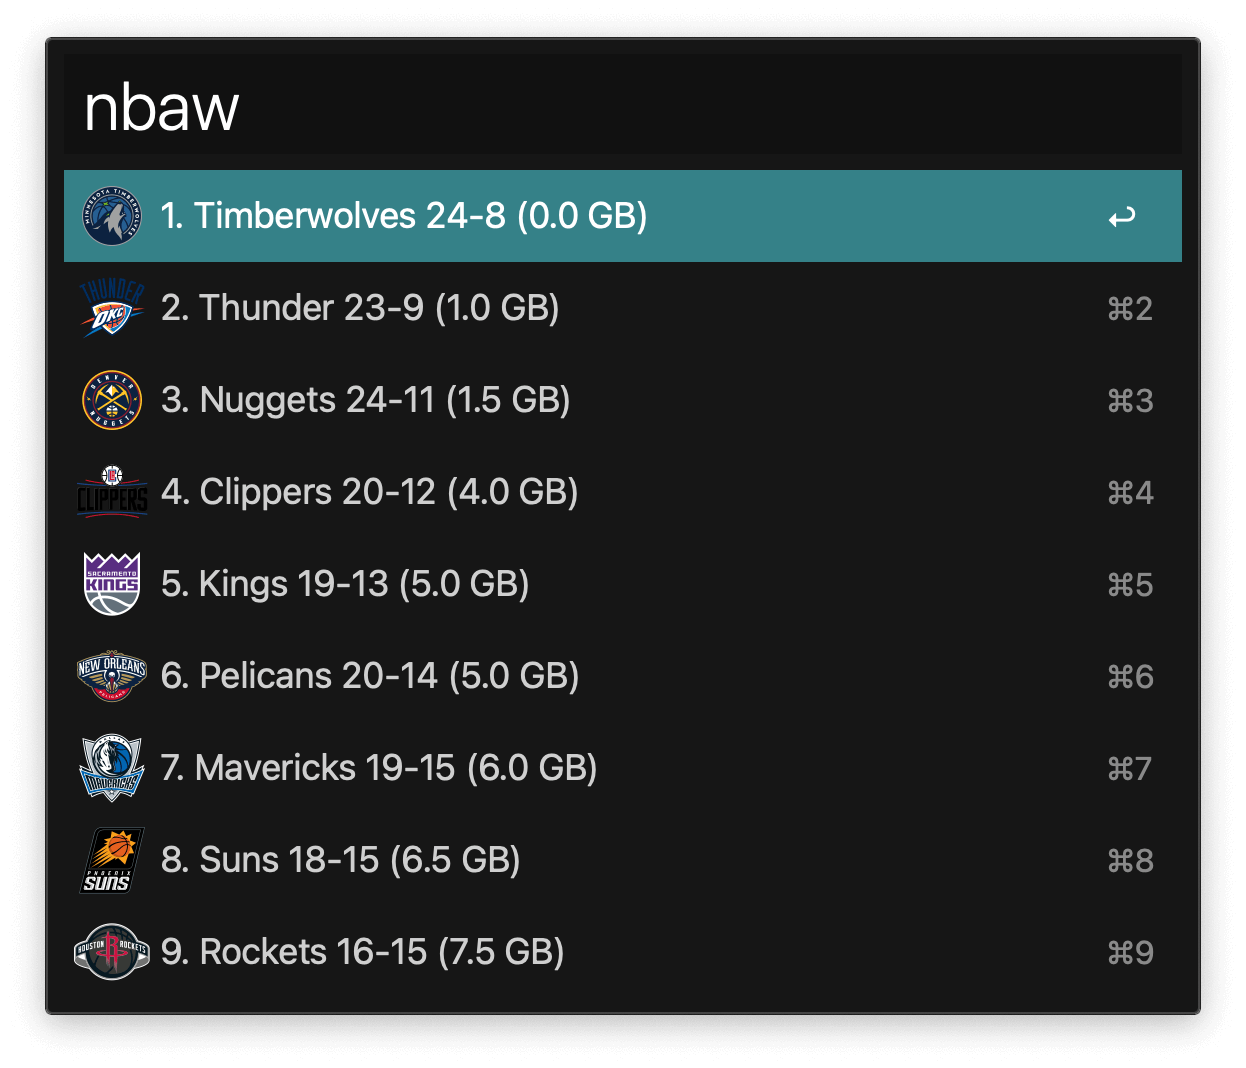 nbaw
MINNESOTA TIMBERWOLVES
1. Timberwolves 24-8 (0.0 GB)
THUNDER
OKC
2. Thunder 23-9 (1.0 GB)
⌘2
DENVER
NUGGETS
3. Nuggets 24-11 (1.5 GB)
⌘3
CLIPPERS
4. Clippers 20-12 (4.0 GB)
⌘4
SACRAMENTO
KINGS
5. Kings 19-13 (5.0 GB)
⌘5
NEW ORLEANS
PELICANS
6. Pelicans 20-14 (5.0 GB)
⌘6
MAVERICKS
7. Mavericks 19-15 (6.0 GB)
⌘7
PHOENIX
SUNS
8. Suns 18-15 (6.5 GB)
⌘8
HOUSTON R ROCKETS
9. Rockets 16-15 (7.5 GB)
⌘9